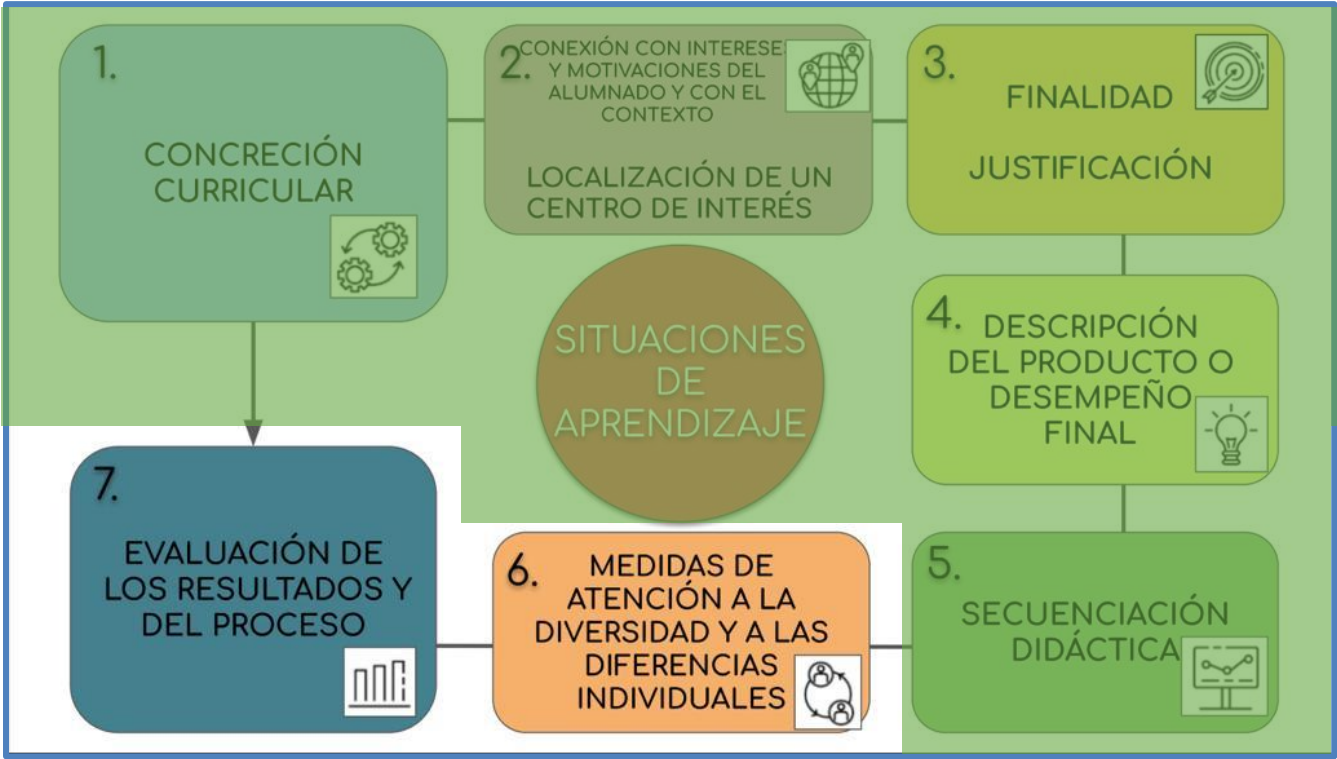 1.
CONCRECIÓN
CURRICULAR
2. CONEXIÓN CON INTERESE
Y MOTIVACIONES DEL
ALUMNADO Y CON EL
CONTEXTO
LOCALIZACIÓN DE UN
CENTRO DE INTERÉS
3.
FINALIDAD
JUSTIFICACIÓN
SITUACIONES
DE
APRENDIZAJE
4. DESCRIPCIÓN
DEL PRODUCTO O
DESEMPEÑO
FINAL
5.
SECUENCIACIÓN
DIDÁCTICA
6. MEDIDAS DE
ATENCIÓN A LA
DIVERSIDAD Y A LAS
DIFERENCIAS
INDIVIDUALES
7.
EVALUACIÓN DE
LOS RESULTADOS Y
DEL PROCESO